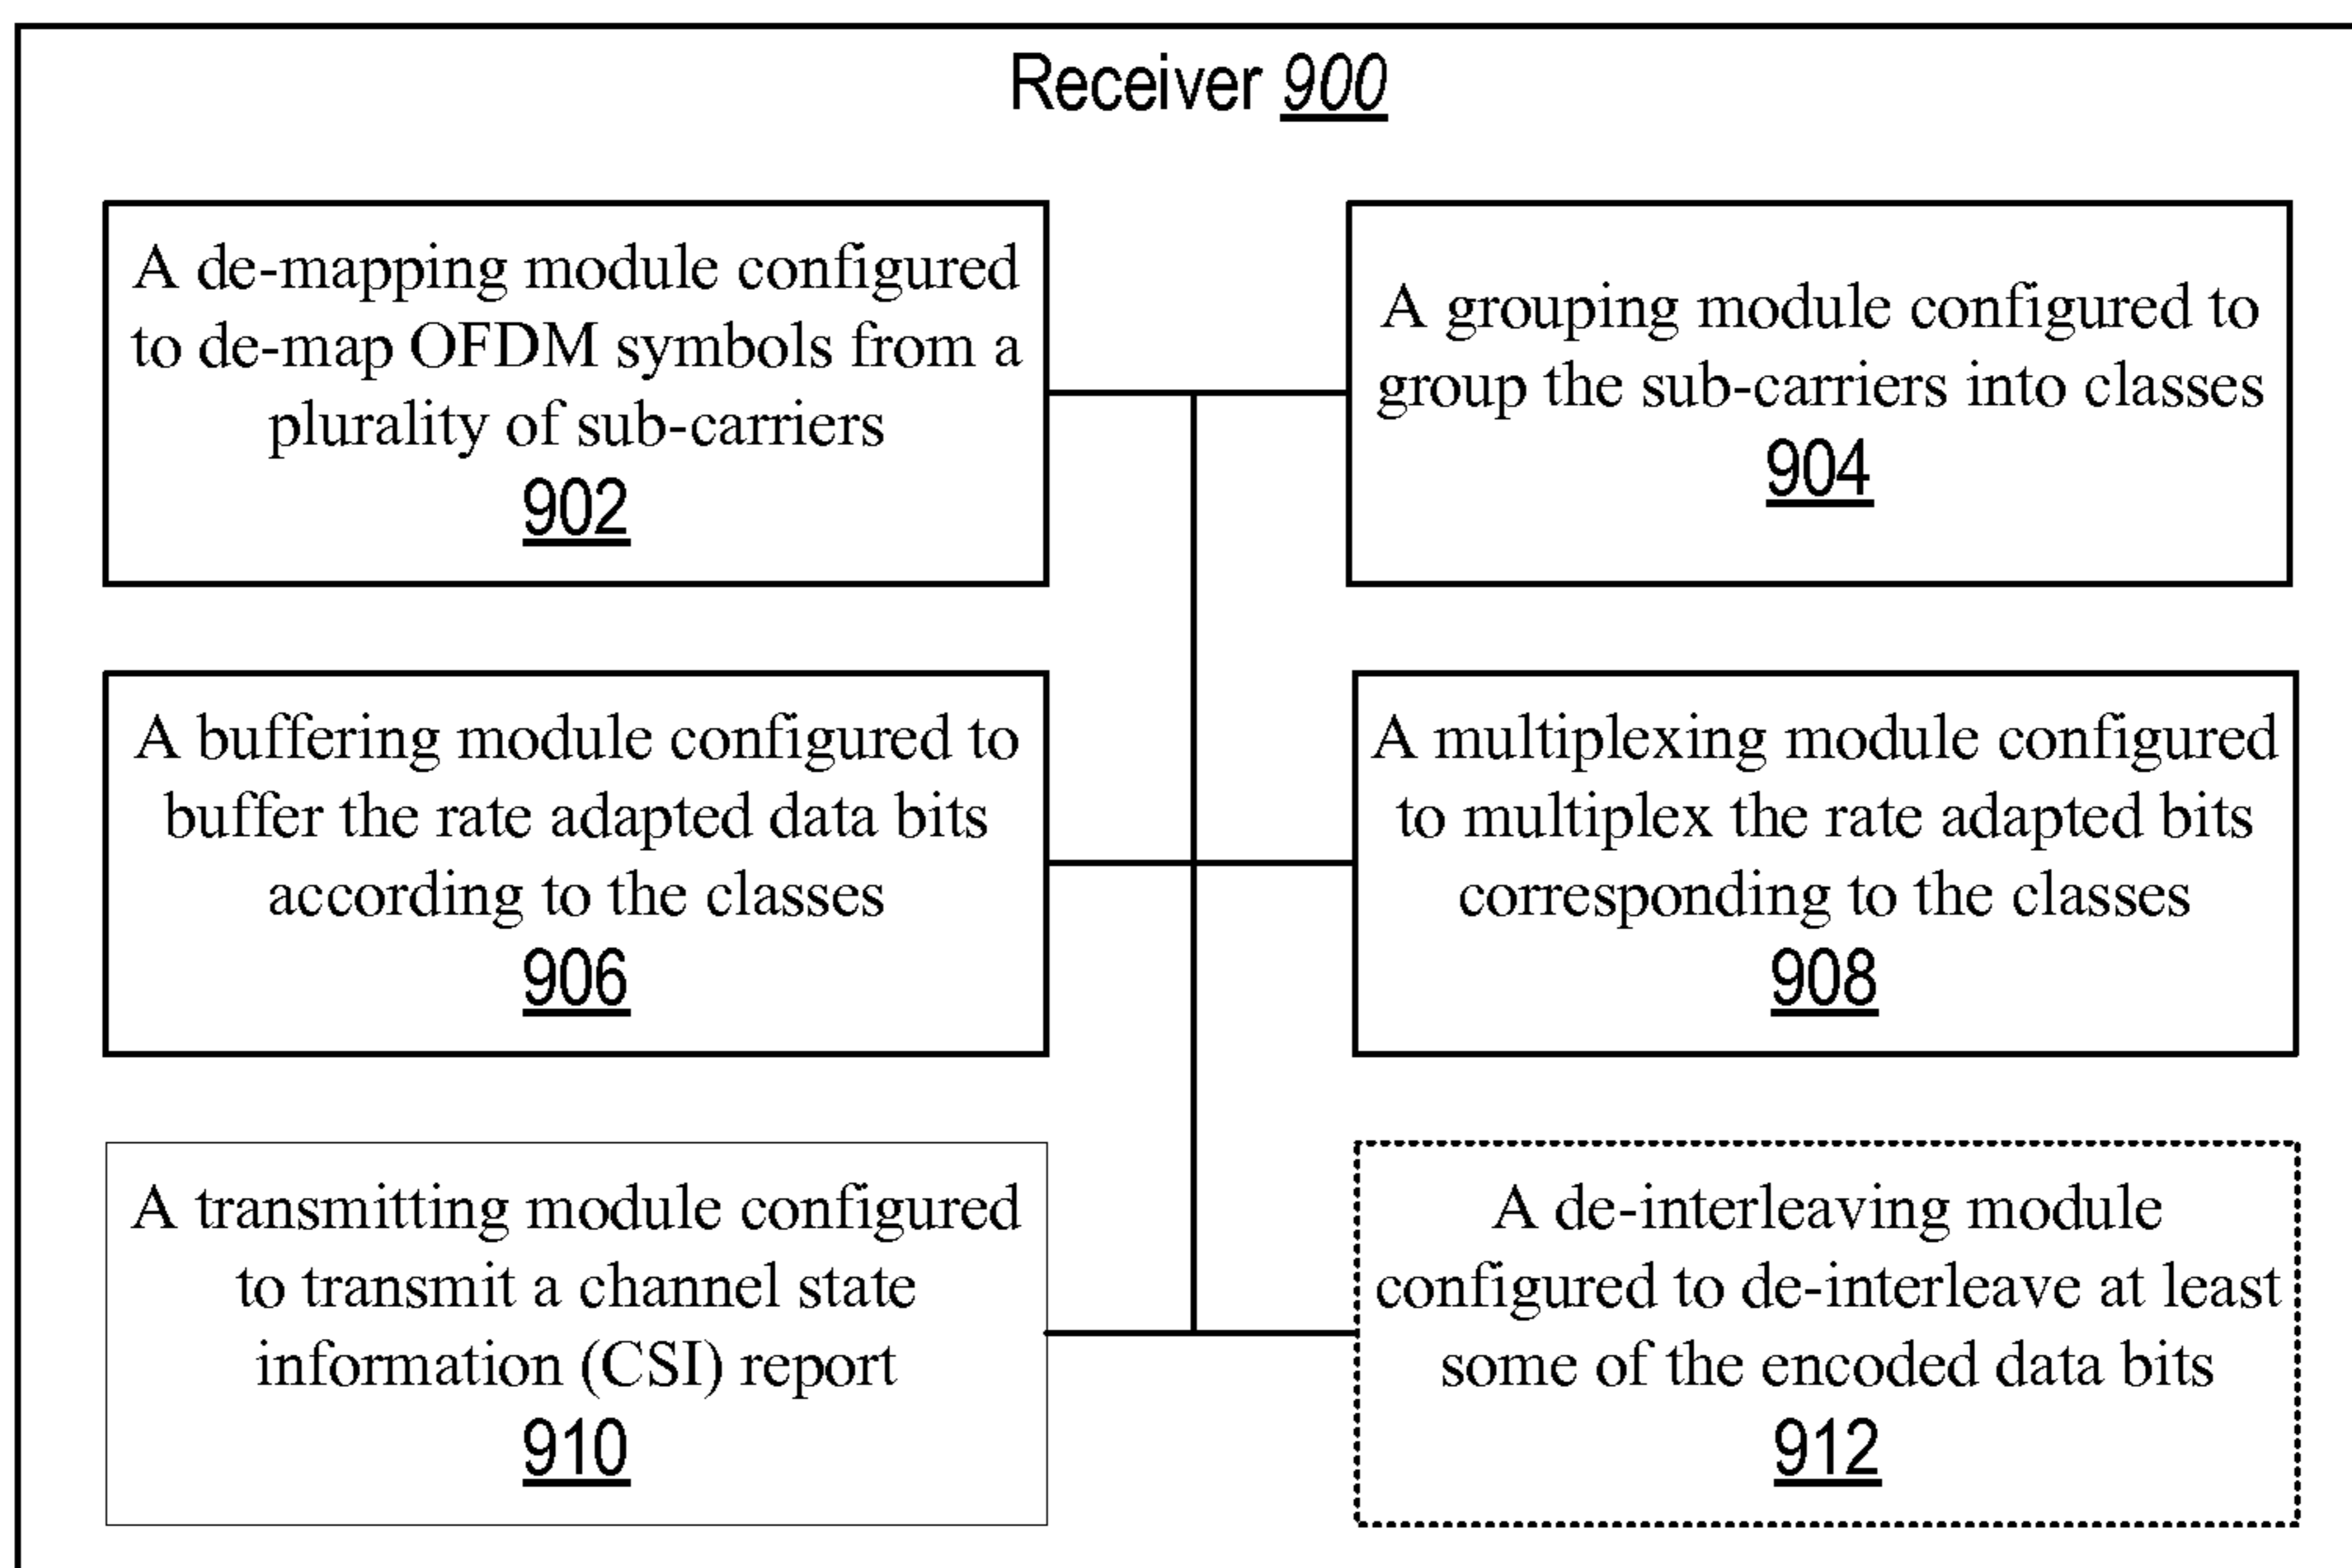 Receiver 900
A de-mapping module configured
to de-map OFDM symbols from a
plurality of sub-carriers
902
A grouping module configured to
group the sub-carriers into classes
904
A buffering module configured to
buffer the rate adapted data bits
according to the classes
906
A multiplexing module configured
to multiplex the rate adapted bits
corresponding to the classes
908
A transmitting module configured
to transmit a channel state
information (CSI) report
910
A de-interleaving module
configured to de-interleave at least
some of the encoded data bits
912